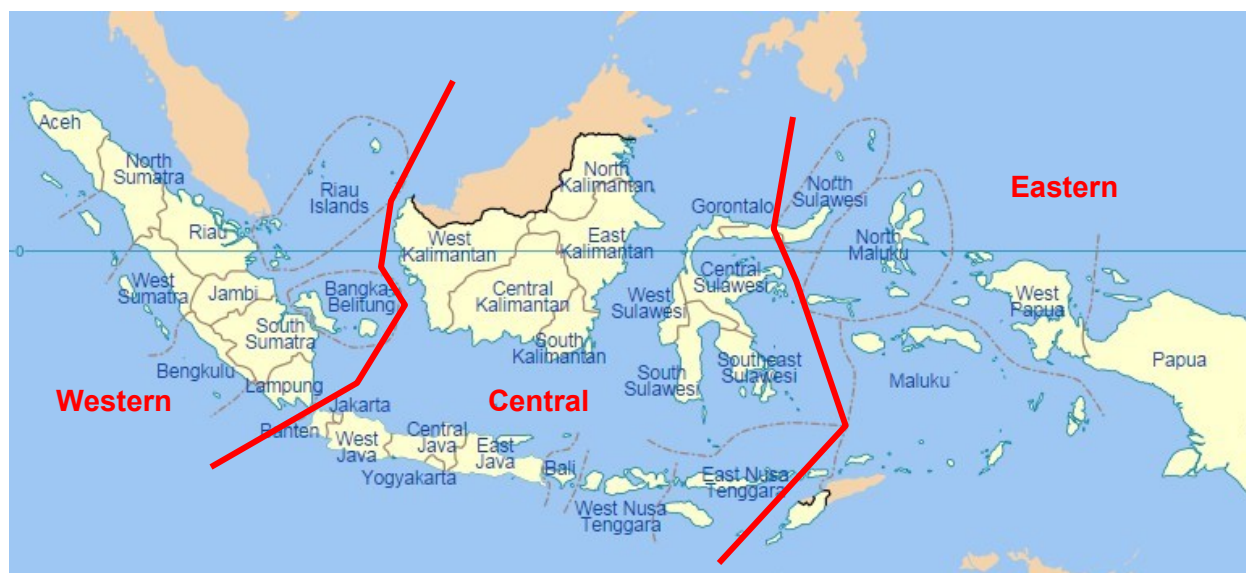 Aceh
North
Sumatra
Riau
Islands
Riau
West
Sumatra
Jambi
Bangka-
Belitung
South
Sumatra
Bengkulu
Lampung
0
Western
North
Kalimantan
West
Kalimantan
East
Kalimantan
Central
Kalimantan
South
Kalimantan
Gorontalo
North
Sulawesi
Central
Sulawesi
West
Sulawesi
South
Sulawesi
Southeast
Sulawesi
Central
Jakarta
Banten
West
Java
Central
Java
Yogyakarta
East
Java
Bali
West Nusa
Tenggara
East Nusa
Tenggara
Eastern
North
Maluku
Maluku
West
Papua
Papua